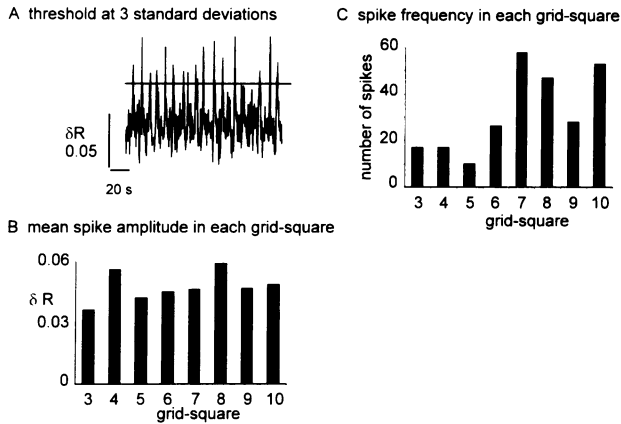 A threshold at 3 standard deviations
δR
0.05
20 s
B mean spike amplitude in each grid-square
0.06
δ R
0.03
0
3 4 5 6 7 8 9 10
grid-square
C spike frequency in each grid-square
60
40
20
0
number of spikes
3 4 5 6 7 8 9 10
grid-square